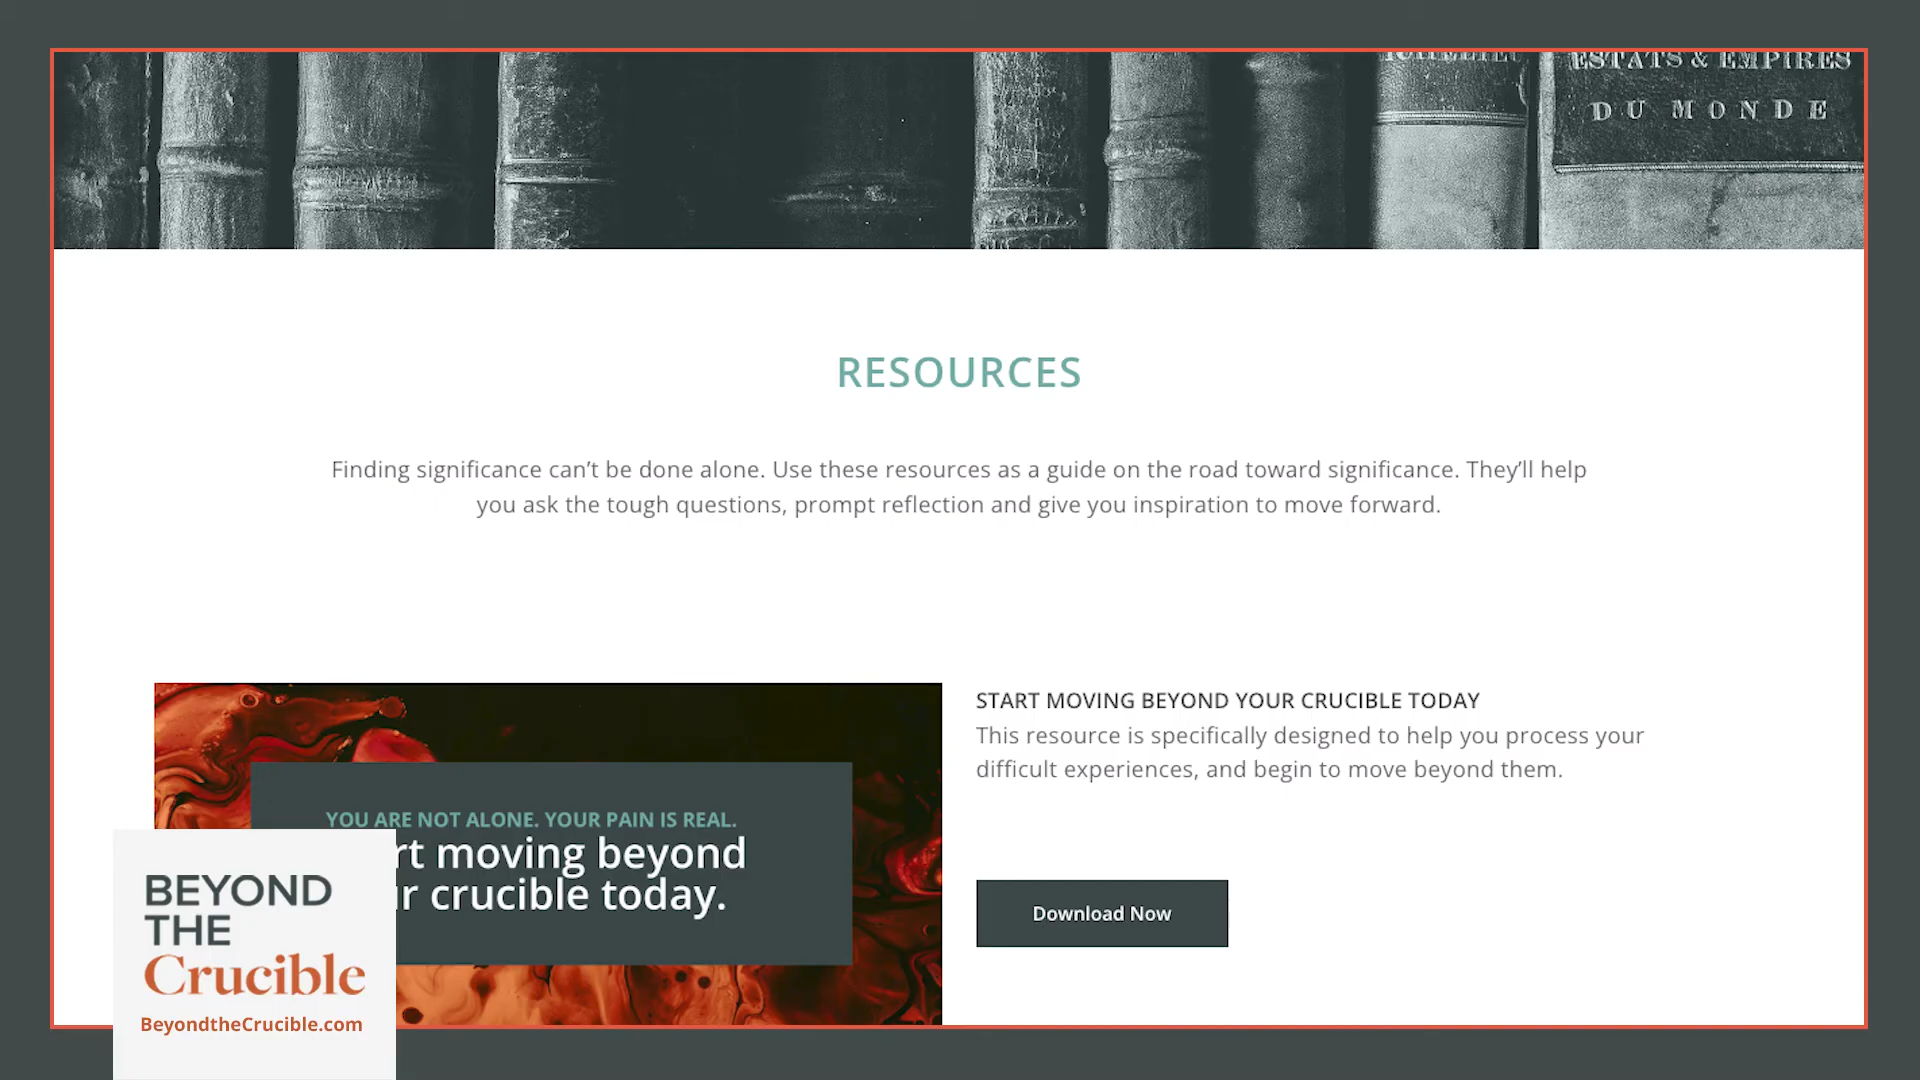 ESTATS & EMPIRES
DU MONDE
RESOURCES
Finding significance can’t be done alone. Use these resources as a guide on the road toward significance. They’ll help
you ask the tough questions, prompt reflection and give you inspiration to move forward.
START MOVING BEYOND YOUR CRUCIBLE TODAY
This resource is specifically designed to help you process your
difficult experiences, and begin to move beyond them.
Download Now
YOU ARE NOT ALONE. YOUR PAIN IS REAL.
moving beyond
crucible today.
BEYOND
THE
Crucible
BeyondtheCrucible.com